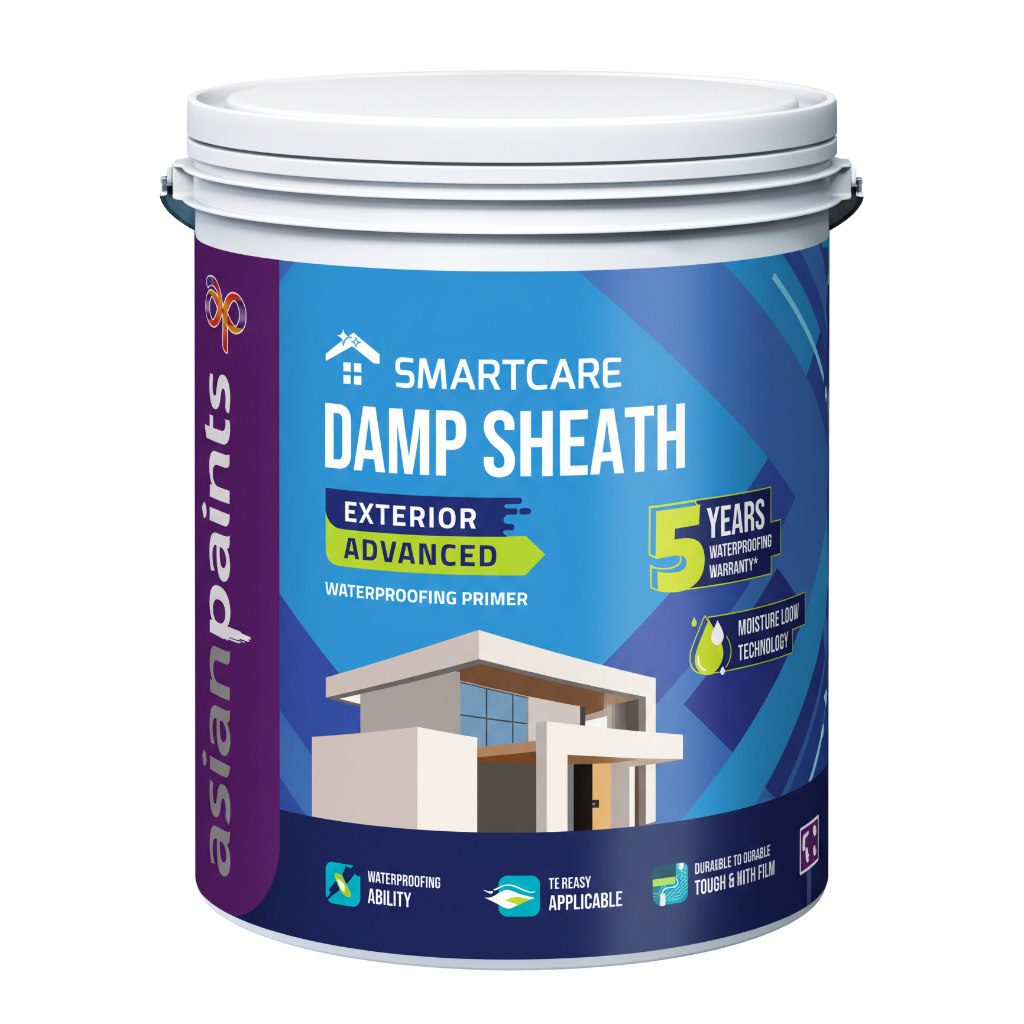 asianpaints
SMARTCARE
DAMP SHEATH
EXTERIOR
ADVANCED
WATERPROOFING PRIMER
5 YEARS
WATERPROOFING
WARRANTY*
MOISTURE LOOW
TECHNOLOGY
WATERPROOFING
ABILITY
TE REASY
APPLICABLE
DURABLE TO
TOUGH & NITH FILM